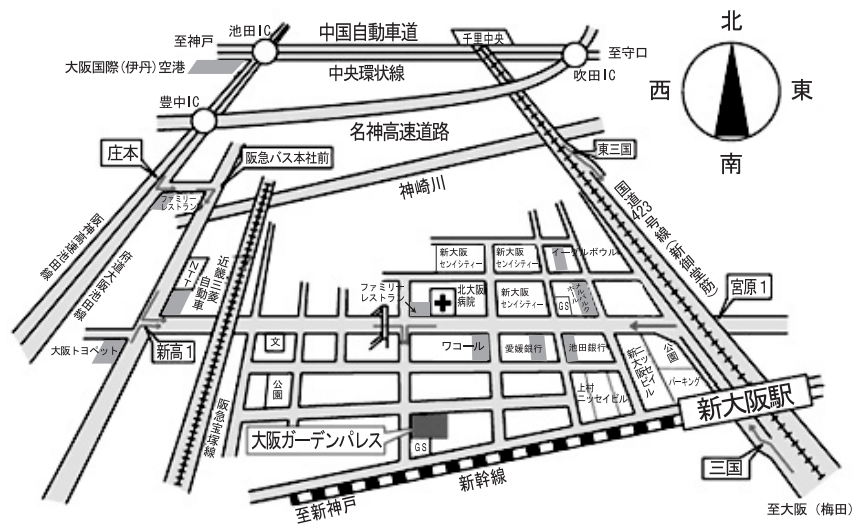 北
西
東
南
池田IC
中国自動車道
千里中央
至神戸
至守口
大阪国際(伊丹)空港
中央環状線
吹田IC
豊中IC
名神高速道路
庄本
阪急バス本社前
東三国
神崎川
ファミリー
レストラン
国道423号線(新御堂筋)
阪神高速池田線
府道大阪池田線
NTT
近畿三菱
自動車
新大阪
センイシティー
新大阪
センイシティー
イーグルボウル
ファミリー
レストラン
北大阪
病院
新大阪
センイシティー
GS
宮原1
大阪トヨペット
新高1
文
ワコール
愛媛銀行
池田銀行
新大阪
ニッセイビル
公園
公園
上村
ニッセイビル
パーキング
新大阪駅
阪急宝塚線
大阪ガーデンパレス
GS
新幹線
三国
至新神戸
至大阪(梅田)